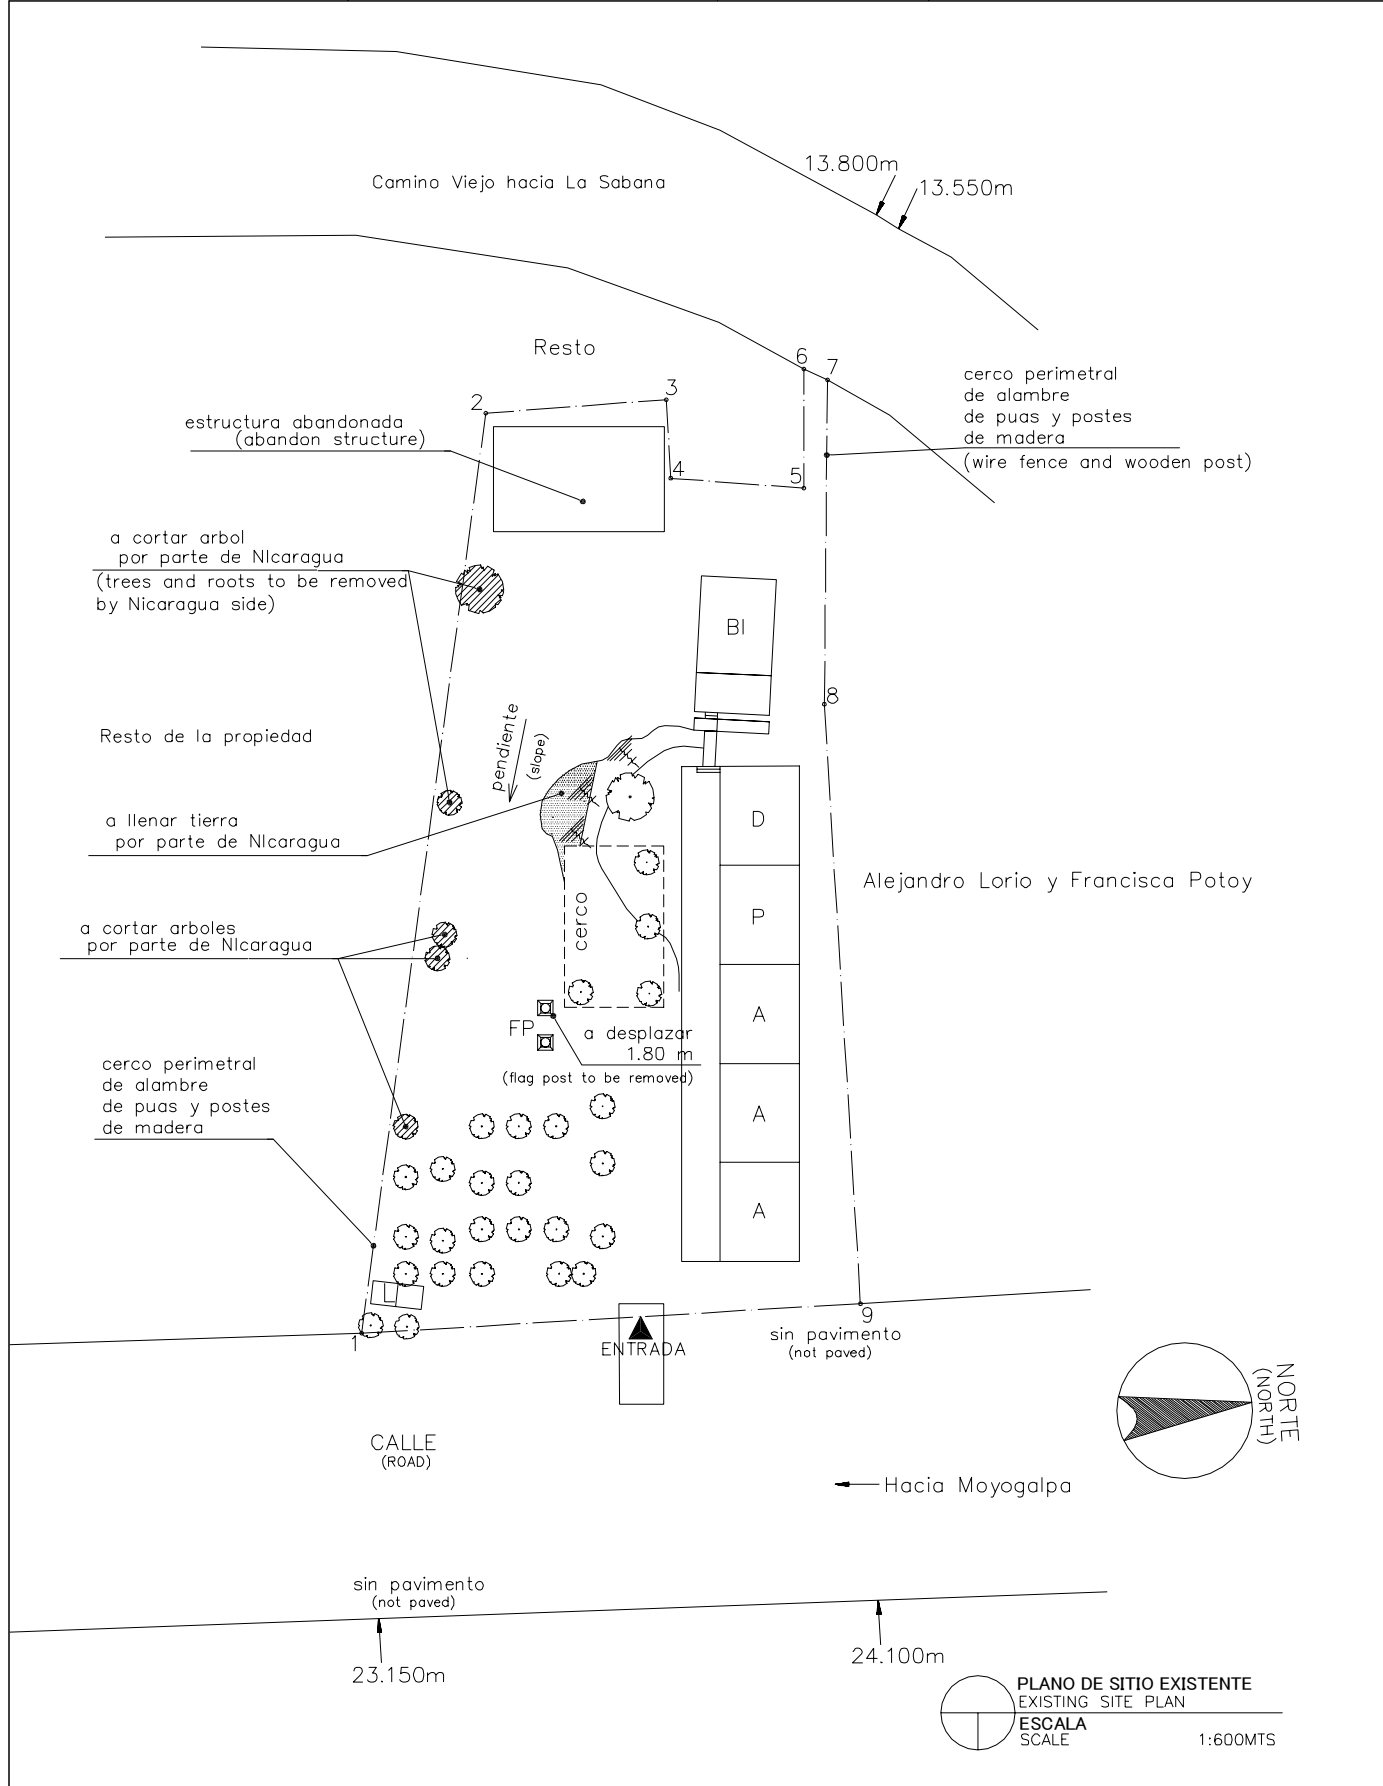 13.800m
Camino Viejo hacia La Sabana
13.550m
Resto
6
7
cerco perimetral
de alambre
de puas y postes
de madera
(wire fence and wooden post)
2
3
estructura abandonada
(abandon structure)
4
5
a cortar arbol
por parte de NIcaragua
(trees and roots to be removed
by Nicaragua side)
BI
8
pendiente
(slope)
Resto de la propiedad
a llenar tierra
por parte de NIcaragua
D
Alejandro Lorio y Francisca Potoy
P
cerco
a cortar arboles
por parte de NIcaragua
A
FP
a desplazar
1.80 m
(flag post to be removed)
cerco perimetral
de alambre
de puas y postes
de madera
A
A
9
1
sin pavimento
(not paved)
ENTRADA
NORTE
(NORTH)
CALLE
(ROAD)
Hacia Moyogalpa
sin pavimento
(not paved)
23.150m
24.100m
PLANO DE SITIO EXISTENTE
EXISTING SITE PLAN
ESCALA
SCALE 1:600MTS